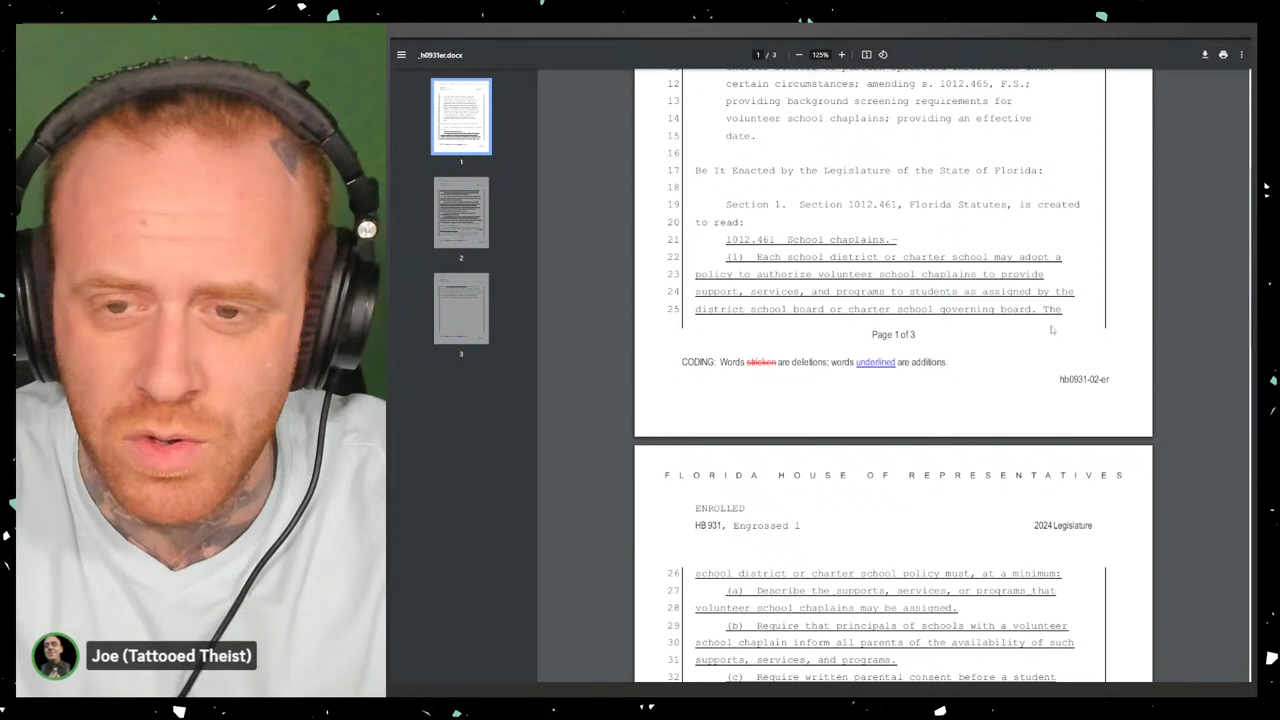 _h0931er.docx
1 / 3
125%
1
2
3
12 certain circumstances; amending s. 1012.465, F.S.;
13 providing background screening requirements for
14 volunteer school chaplains; providing an effective
15 date.
16
17 Be It Enacted by the Legislature of the State of Florida:
18
19 Section 1. Section 1012.461, Florida Statutes, is created
20 to read:
21 1012.461 School chaplains.—
22 (1) Each school district or charter school may adopt a
23 policy to authorize volunteer school chaplains to provide
24 support, services, and programs to students as assigned by the
25 district school board or charter school governing board. The
Page 1 of 3
CODING: Words stricken are deletions; words underlined are additions.
hb0931-02-er
FLORIDA HOUSE OF REPRESENTATIVES
ENROLLED
HB 931, Engrossed 1 2024 Legislature
26 school district or charter school policy must, at a minimum:
27 (a) Describe the supports, services, or programs that
28 volunteer school chaplains may be assigned.
29 (b) Require that principals of schools with a volunteer
30 school chaplain inform all parents of the availability of such
31 supports, services, and programs.
32 (c) Require written parental consent before a student
Joe (Tattooed Theist)